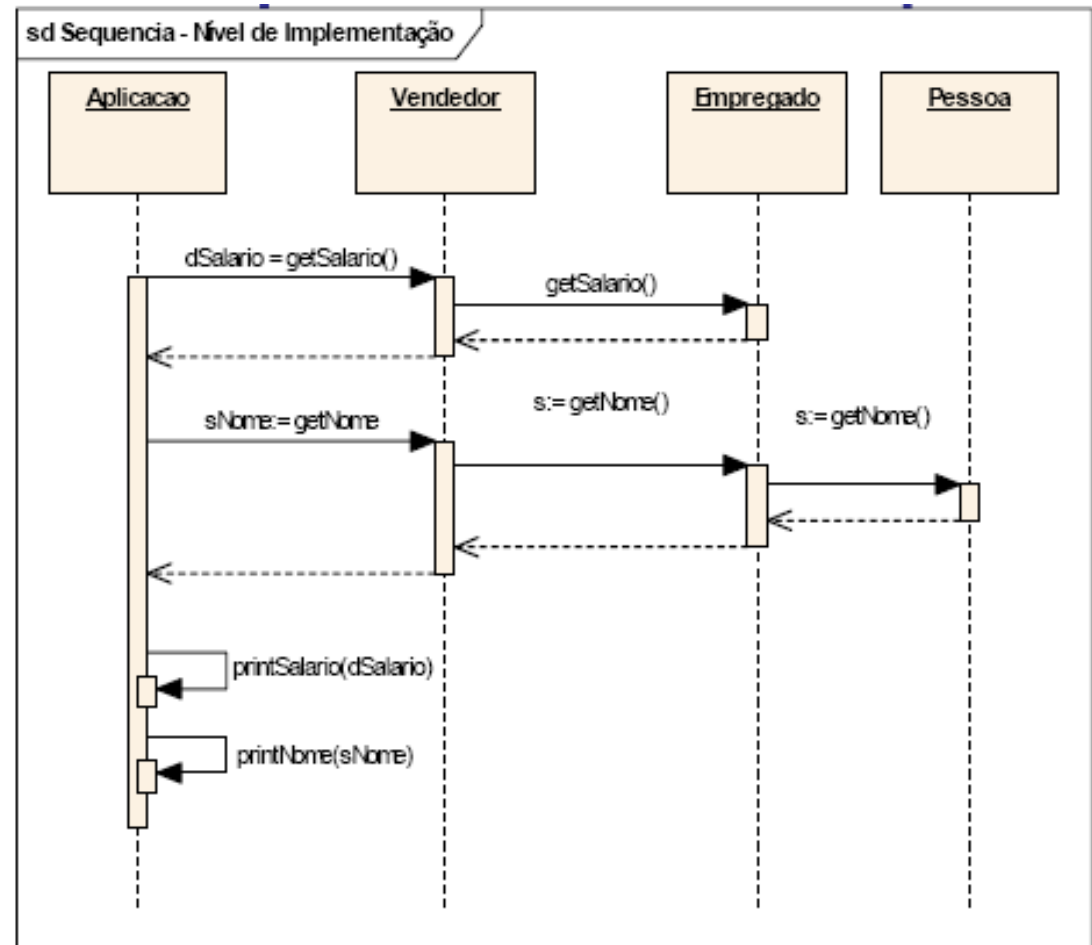 sd Sequencia - Nível de Implementação
Aplicacao
Vendedor
Empregado
Pessoa
dSalario = getSalario()
getSalario()
s:= getNome()
s:= getNome()
sNome:= getNome
printSalario(dSalario)
printNome(sNome)